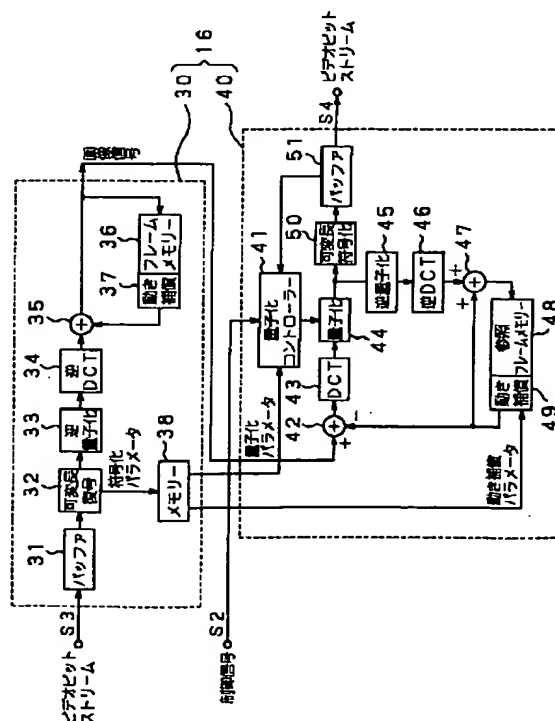 ビデオビット
ストリーム
S3
31
バッファ
32
可変長
復号
33
逆
量子化
34
逆
DCT
35
+
36
フレーム
メモリー
37
動き
補償
画像信号
30
16
40
符号化
パラメータ
38
メモリー
S2
制御信号
量子化
パラメータ
41
量子化
コントローラー
42
+
−
43
DCT
44
量子化
50
可変長
符号化
51
バッファ
S4
ビデオビット
ストリーム
45
逆量子化
46
逆DCT
47
+
+
+
参照
フレームメモリー
48
動き
補償
49
動き補償
パラメータ